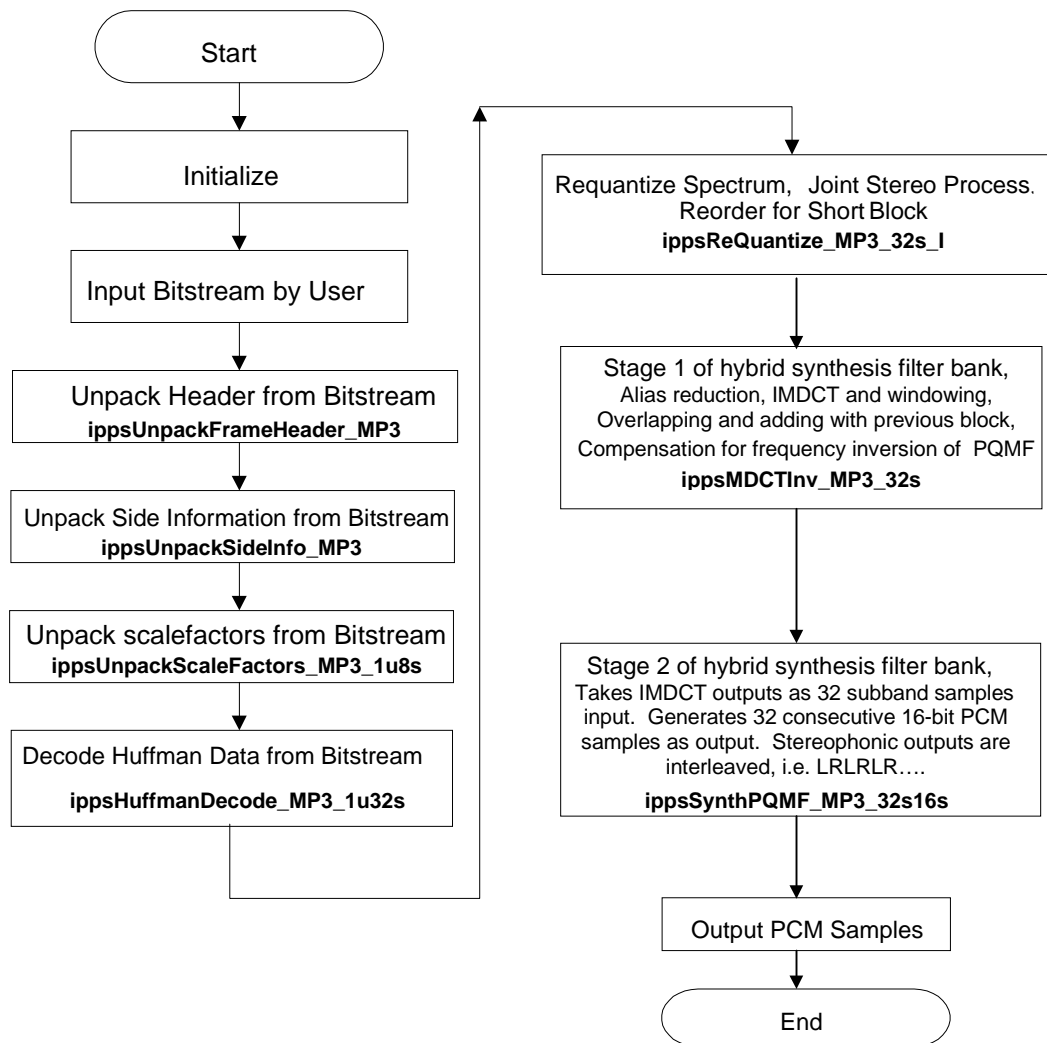 Start
Initialize
Input Bitstream by User
Unpack Header from Bitstream
ippsUnpackFrameHeader_MP3
Unpack Side Information from Bitstream
ippsUnpackSideInfo_MP3
Unpack scalefactors from Bitstream
ippsUnpackScaleFactors_MP3_1u8s
Decode Huffman Data from Bitstream
ippsHuffmanDecode_MP3_1u32s
Requantize Spectrum, Joint Stereo Process.
Reorder for Short Block
ippsReQuantize_MP3_32s_I
Stage 1 of hybrid synthesis filter bank,
Alias reduction, IMDCT and windowing,
Overlapping and adding with previous block,
Compensation for frequency inversion of PQMF
ippsMDCTInv_MP3_32s
Stage 2 of hybrid synthesis filter bank,
Takes IMDCT outputs as 32 subband samples
input. Generates 32 consecutive 16-bit PCM
samples as output. Stereophonic outputs are
interleaved, i.e. LRLRLR....
ippsSynthPQMF_MP3_32s16s
Output PCM Samples
End